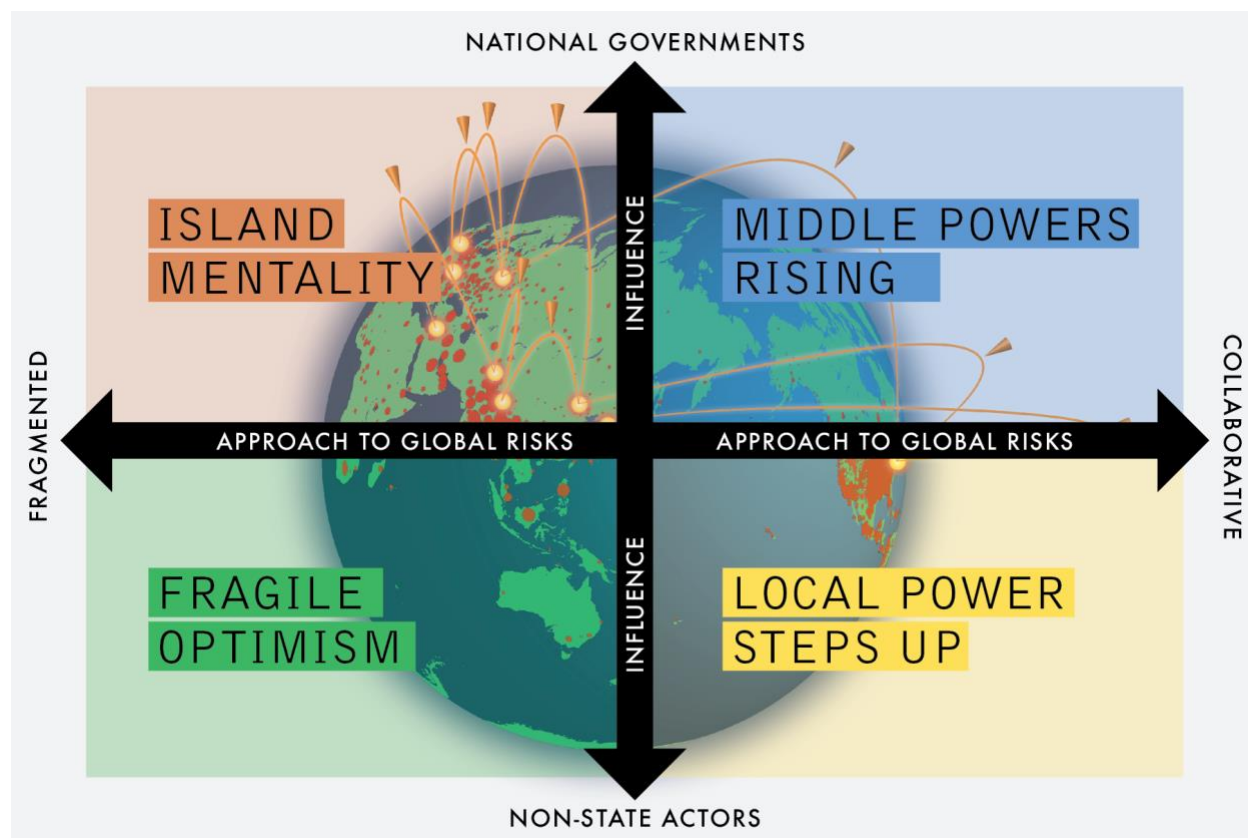 NATIONAL GOVERNMENTS
ISLAND
MENTALITY
INFLUENCE
MIDDLE POWERS
RISING
FRAGMENTED
APPROACH TO GLOBAL RISKS
APPROACH TO GLOBAL RISKS
COLLABORATIVE
FRAGILE
OPTIMISM
INFLUENCE
LOCAL POWER
STEPS UP
NON-STATE ACTORS